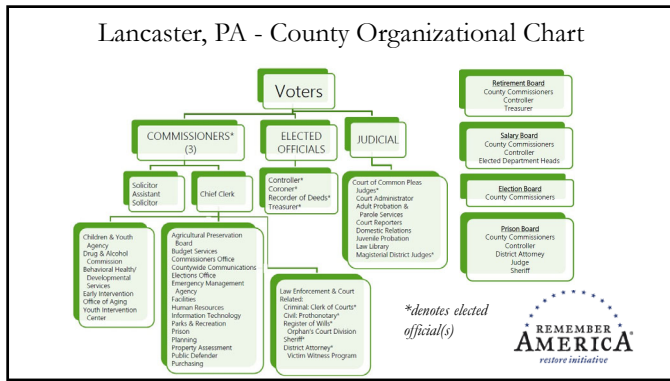 Lancaster, PA - County Organizational Chart
Voters
COMMISSIONERS*
(3)
ELECTED
OFFICIALS
JUDICIAL
Solicitor
Assistant
Solicitor
Chief Clerk
Controller*
Coroner*
Recorder of Deeds*
Treasurer*
Court of Common Pleas
Judges*
Court Administrator
Adult Probation &
Parole Services
Court Reporters
Domestic Relations
Juvenile Probation
Law Library
Magisterial District Judges*
Children & Youth
Agency
Drug & Alcohol
Commission
Behavioral Health/
Developmental
Services
Early Intervention
Office of Aging
Youth Intervention
Center
Agricultural Preservation
Board
Budget Services
Commissioners Office
Countywide Communications
Elections Office
Emergency Management
Agency
Facilities
Human Resources
Information Technology
Parks & Recreation
Prison
Planning
Property Assessment
Public Defender
Purchasing
Law Enforcement & Court
Related:
Criminal: Clerk of Courts*
Civil: Prothonotary*
Register of Wills*
Orphan's Court Division
Sheriff*
District Attorney*
Victim Witness Program
Retirement Board
County Commissioners
Controller
Treasurer
Salary Board
County Commissioners
Controller
Elected Department Heads
Election Board
County Commissioners
Prison Board
County Commissioners
Controller
District Attorney
Judge
Sheriff
*denotes elected
official(s)
REMEMBER
AMERICA
restore initiative